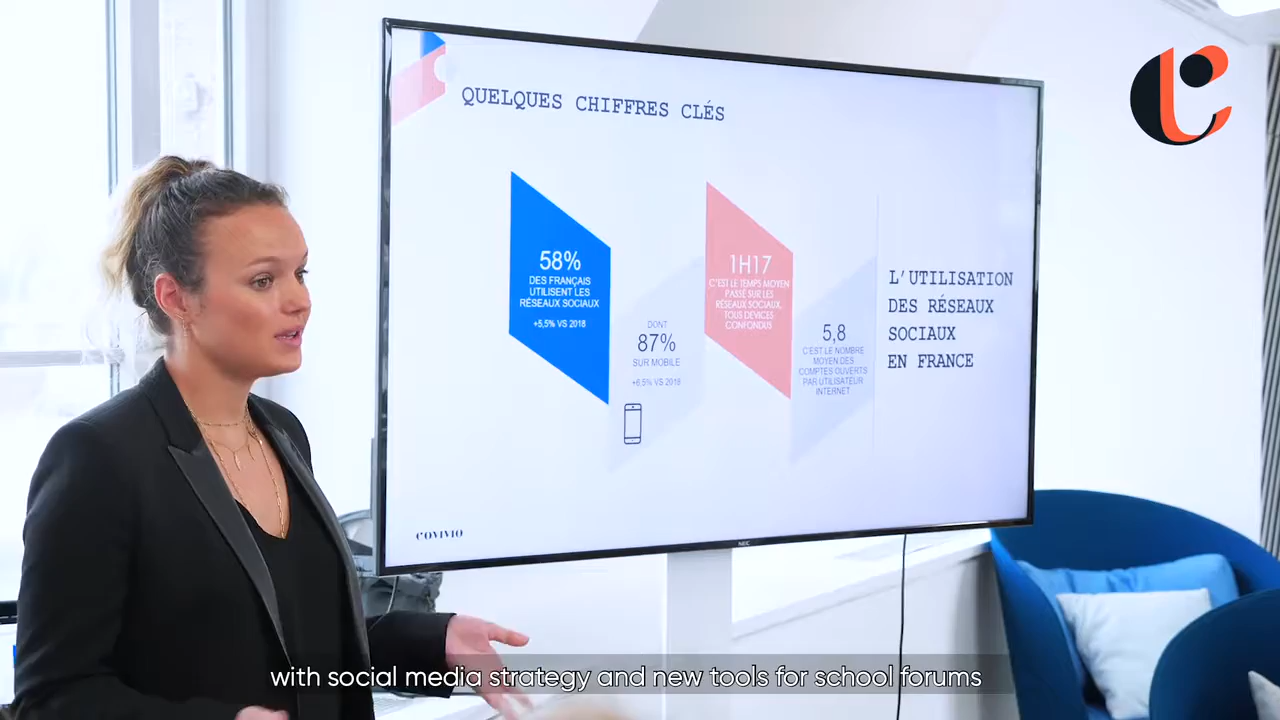 QUELQUES CHIFFRES CLÉS
58%
DES FRANÇAIS
UTILISENT LES
RÉSEAUX SOCIAUX
+5,5% VS 2018
DONT
87%
SUR MOBILE
+6,5% VS 2018
1H17
C'EST LE TEMPS MOYEN
PASSÉ SUR LES
RÉSEAUX SOCIAUX,
TOUS DEVICES
CONFONDUS
5,8
C'EST LE NOMBRE
MOYEN DES
COMPTES OUVERTS
PAR UTILISATEUR
INTERNET
L'UTILISATION
DES RÉSEAUX
SOCIAUX
EN FRANCE
COVIVIO
NEC
with social media strategy and new tools for school forums